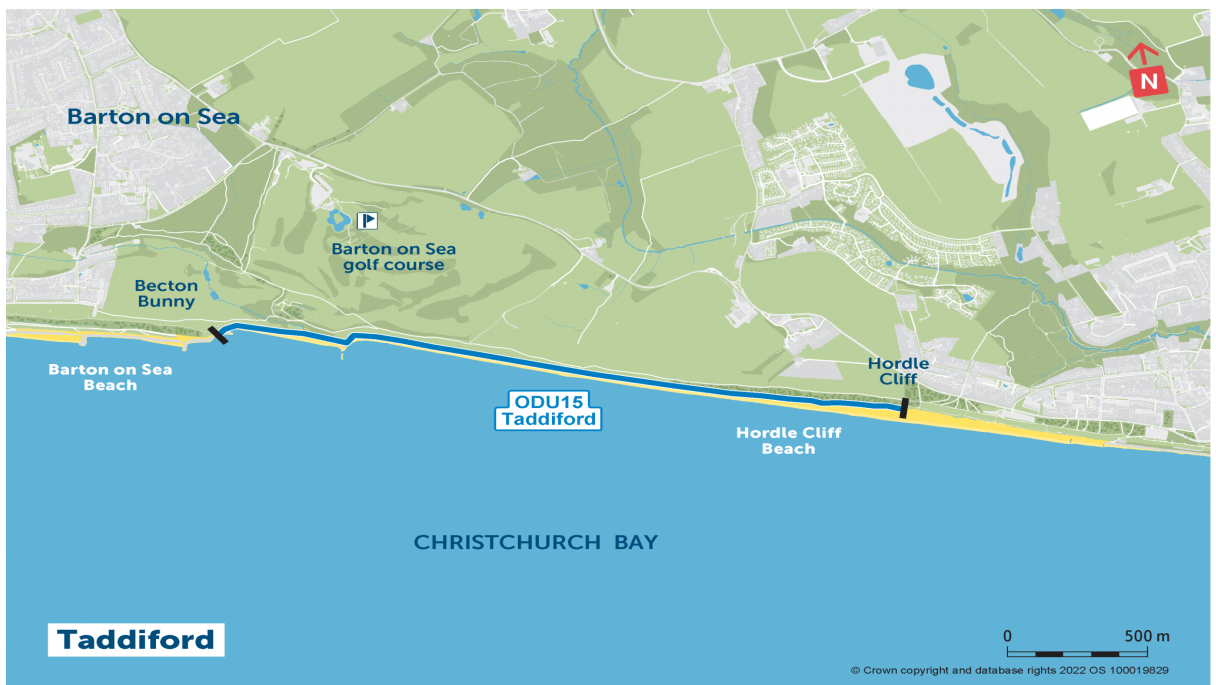 N
Barton on Sea
Barton on Sea
golf course
Becton
Bunny
Barton on Sea
Beach
Hordle
Cliff
ODU15
Taddiford
Hordle Cliff
Beach
CHRISTCHURCH BAY
Taddiford
0 500 m
© Crown copyright and database rights 2022 OS 100019829